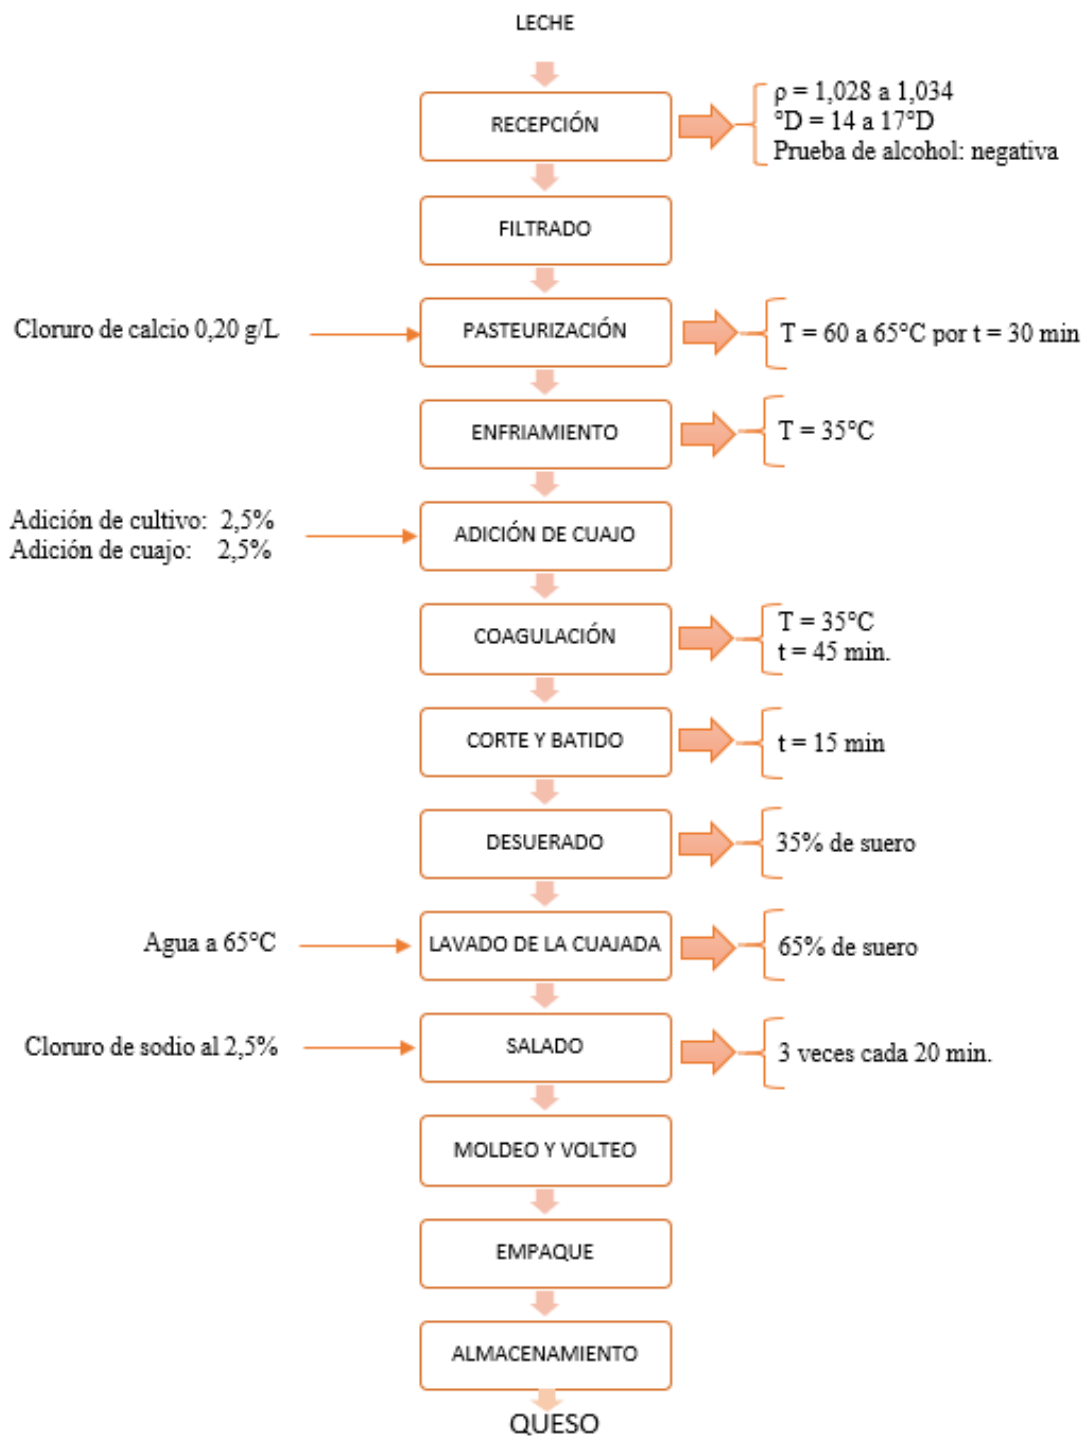 LECHE
RECEPCIÓN
ρ = 1,028 a 1,034
°D = 14 a 17°D
Prueba de alcohol: negativa
FILTRADO
Cloruro de calcio 0,20 g/L
PASTEURIZACIÓN
T = 60 a 65°C por t = 30 min
ENFRIAMIENTO
T = 35°C
Adición de cultivo: 2,5%
Adición de cuajo: 2,5%
ADICIÓN DE CUAJO
COAGULACIÓN
T = 35°C
t = 45 min.
CORTE Y BATIDO
t = 15 min
DESUERADO
35% de suero
Agua a 65°C
LAVADO DE LA CUAJADA
65% de suero
Cloruro de sodio al 2,5%
SALADO
3 veces cada 20 min.
MOLDEO Y VOLTEO
EMPAQUE
ALMACENAMIENTO
QUESO